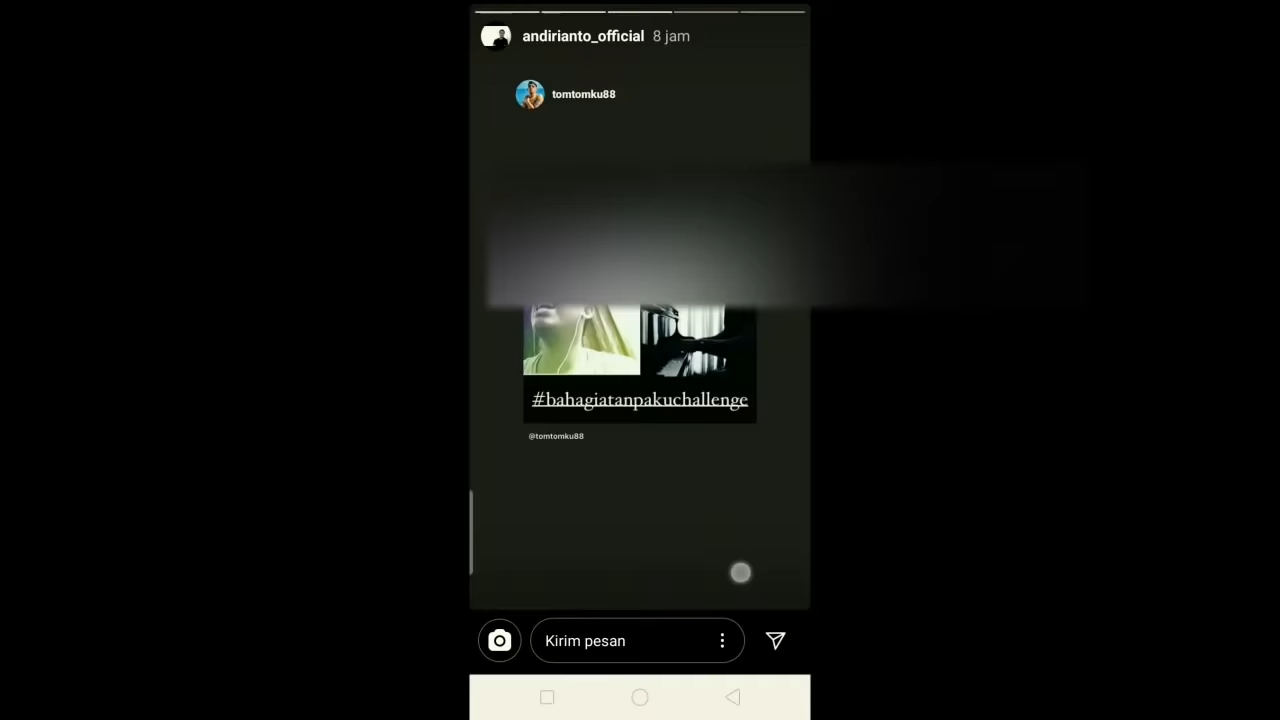 andirianto_official 8 jam
tomtomku88
#bahagiatanpakuchallenge
@tomtomku88
Kirim pesan